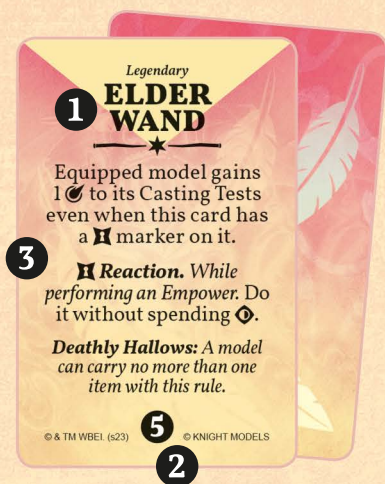 Legendary
1
ELDER
WAND
Equipped model gains
1 to its Casting Tests
even when this card has
a marker on it.
3
Reaction. While
performing an Empower. Do
it without spending .
Deathly Hallows: A model
can carry no more than one
item with this rule.
© & TM WBEI. (s23) 5 © KNIGHT MODELS
2